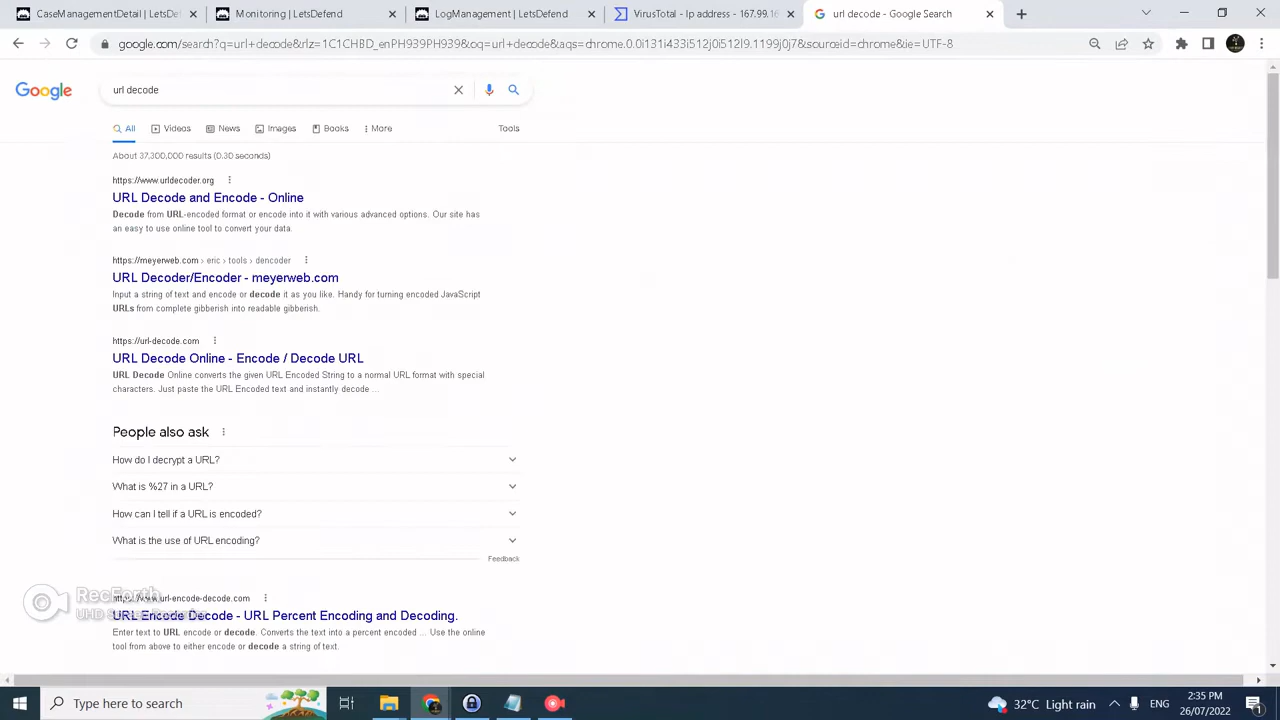 CaseManagementDetail | LetsDef
Monitoring | LetsDefend
LogManagement | LetsDefend
VirusTotal - Ip address - 167.99.16
url decode - Google Search
google.com/search?q=url+decode&rlz=1C1CHBD_enPH939PH939&oq=url+decode&aqs=chrome.0.0i131i433i512j0i512l9.1199j0j7&sourceid=chrome&ie=UTF-8
Google
url decode
All
Videos
News
Images
Books
More
Tools
About 37,300,000 results (0.30 seconds)
https://www.urldecoder.org
URL Decode and Encode - Online
Decode from URL-encoded format or encode into it with various advanced options. Our site has
an easy to use online tool to convert your data.
https://meyerweb.com › eric › tools › dencoder
URL Decoder/Encoder - meyerweb.com
Input a string of text and encode or decode it as you like. Handy for turning encoded JavaScript
URLs from complete gibberish into readable gibberish.
https://url-decode.com
URL Decode Online - Encode / Decode URL
URL Decode Online converts the given URL Encoded String to a normal URL format with special
characters. Just paste the URL Encoded text and instantly decode ...
People also ask
How do I decrypt a URL?
What is %27 in a URL?
How can I tell if a URL is encoded?
What is the use of URL encoding?
Feedback
https://www.url-encode-decode.com
RecForth
URL Encode Decode - URL Percent Encoding and Decoding.
Enter text to URL encode or decode. Converts the text into a percent encoded ... Use the online
tool from above to either encode or decode a string of text.
Type here to search
32°C Light rain
ENG
2:35 PM
26/07/2022
1